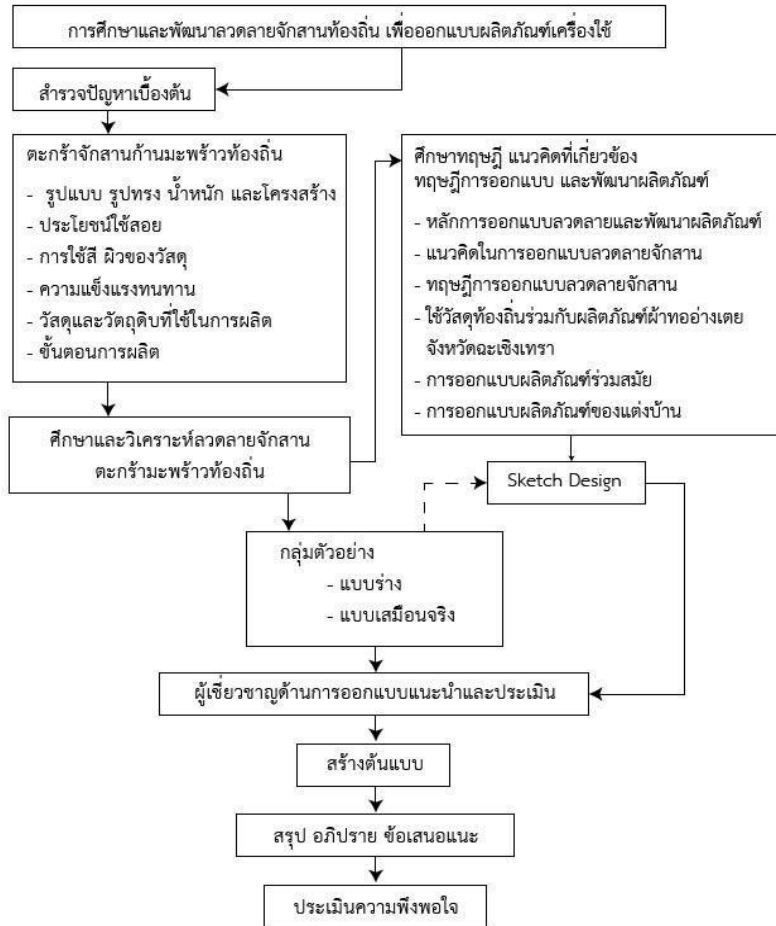 การศึกษาและพัฒนาลวดลายจักสานท้องถิ่น เพื่อออกแบบผลิตภัณฑ์เครื่องใช้
สำรวจปัญหาเบื้องต้น
ตะกร้าจักสานก้านมะพร้าวท้องถิ่น
- รูปแบบ รูปทรง น้ำหนัก และโครงสร้าง
- ประโยชน์ใช้สอย
- การใช้สี ผิวของวัสดุ
- ความแข็งแรงทนทาน
- วัสดุและวัตถุดิบที่ใช้ในการผลิต
- ขั้นตอนการผลิต
ศึกษาทฤษฎี แนวคิดที่เกี่ยวข้อง
ทฤษฎีการออกแบบ และพัฒนาผลิตภัณฑ์
- หลักการออกแบบลวดลายและพัฒนาผลิตภัณฑ์
- แนวคิดในการออกแบบลวดลายจักสาน
- ทฤษฎีการออกแบบลวดลายจักสาน
- ใช้วัสดุท้องถิ่นร่วมกับผลิตภัณฑ์ผ้าทออ่างเตย
จังหวัดฉะเชิงเทรา
- การออกแบบผลิตภัณฑ์ร่วมสมัย
- การออกแบบผลิตภัณฑ์ของแต่งบ้าน
ศึกษาและวิเคราะห์ลวดลายจักสาน
ตะกร้ามะพร้าวท้องถิ่น
Sketch Design
กลุ่มตัวอย่าง
- แบบร่าง
- แบบเสมือนจริง
ผู้เชี่ยวชาญด้านการออกแบบแนะนำและประเมิน
สร้างต้นแบบ
สรุป อภิปราย ข้อเสนอแนะ
ประเมินความพึงพอใจ